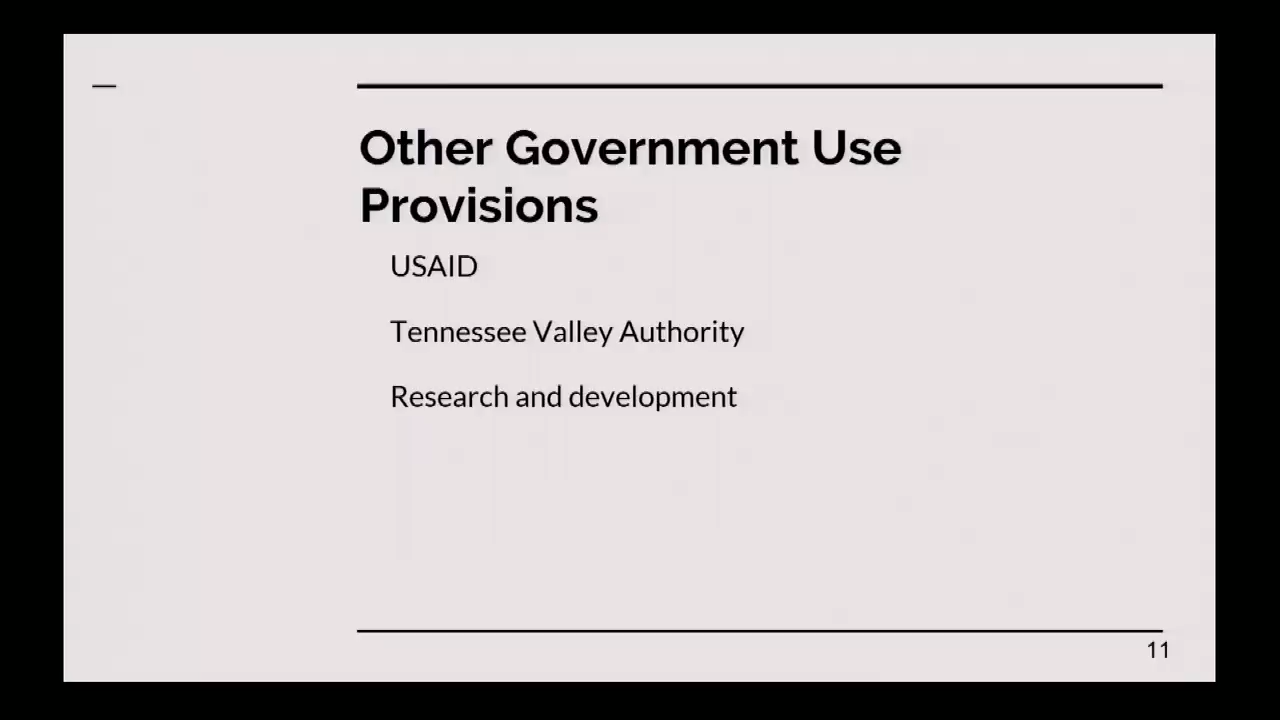 Other Government Use
Provisions
USAID
Tennessee Valley Authority
Research and development
11